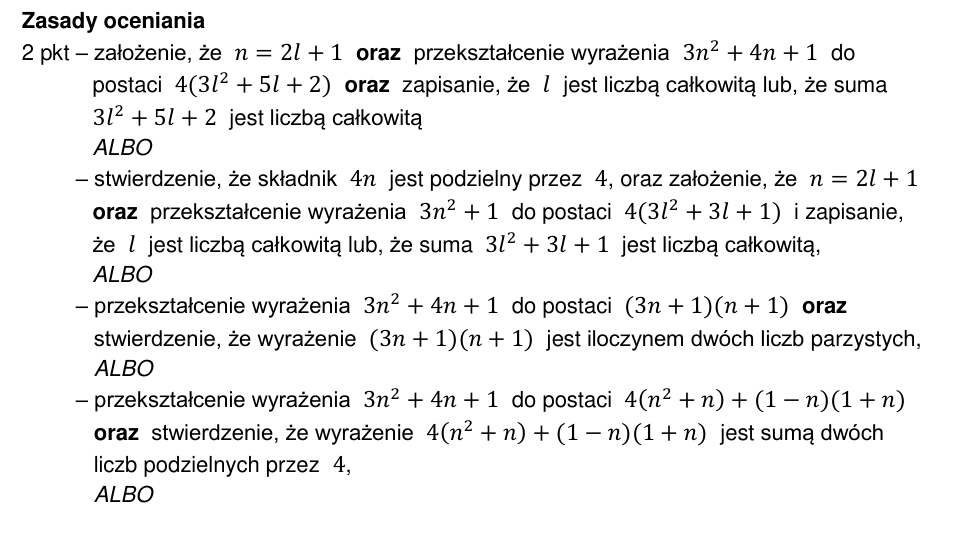 Zasady oceniania
2 pkt – założenie, że n = 2l + 1 oraz przekształcenie wyrażenia 3n² + 4n + 1 do
postaci 4(3l² + 5l + 2) oraz zapisanie, że l jest liczbą całkowitą lub, że suma
3l² + 5l + 2 jest liczbą całkowitą
ALBO
– stwierdzenie, że składnik 4n jest podzielny przez 4, oraz założenie, że n = 2l + 1
oraz przekształcenie wyrażenia 3n² + 1 do postaci 4(3l² + 3l + 1) i zapisanie,
że l jest liczbą całkowitą lub, że suma 3l² + 3l + 1 jest liczbą całkowitą,
ALBO
– przekształcenie wyrażenia 3n² + 4n + 1 do postaci (3n + 1)(n + 1) oraz
stwierdzenie, że wyrażenie (3n + 1)(n + 1) jest iloczynem dwóch liczb parzystych,
ALBO
– przekształcenie wyrażenia 3n² + 4n + 1 do postaci 4(n² + n) + (1 − n)(1 + n)
oraz stwierdzenie, że wyrażenie 4(n² + n) + (1 − n)(1 + n) jest sumą dwóch
liczb podzielnych przez 4,
ALBO